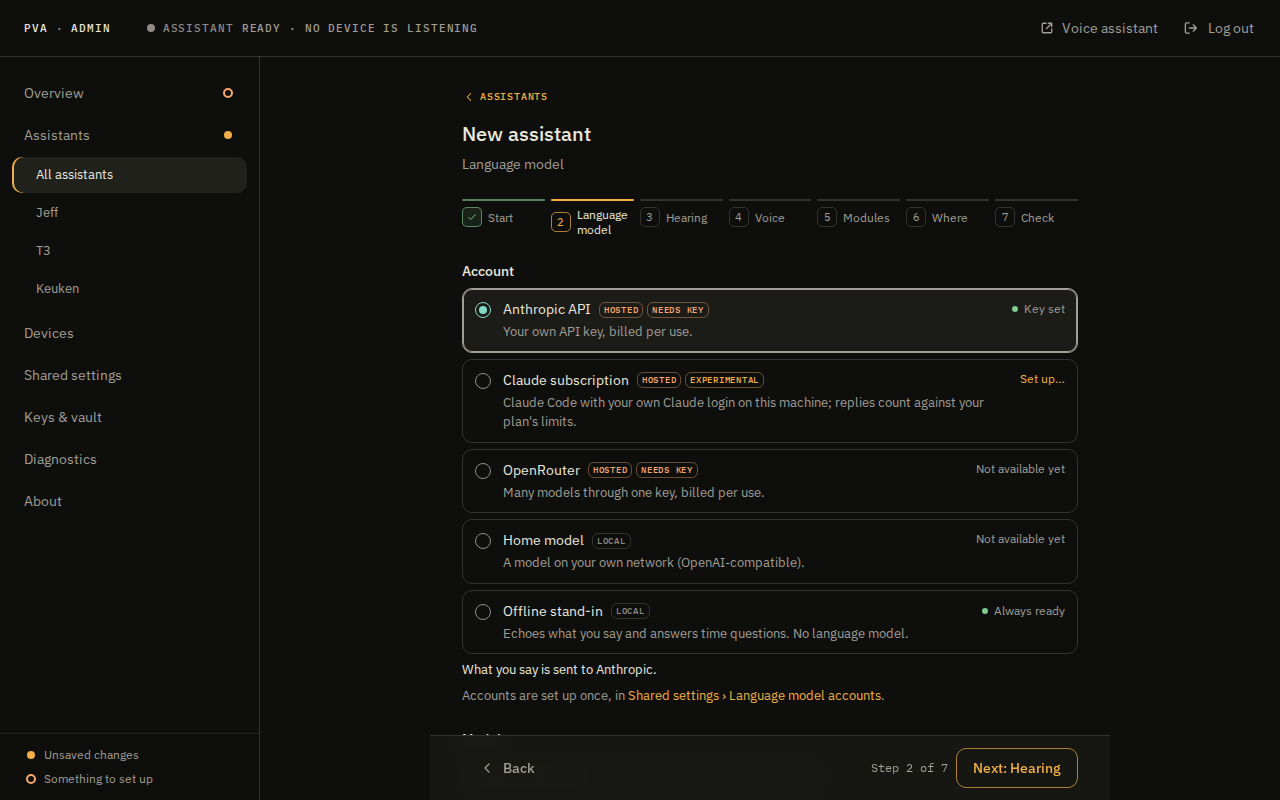 PVA · ADMIN
ASSISTANT READY · NO DEVICE IS LISTENING
Voice assistant
Log out
Overview
Assistants
All assistants
Jeff
T3
Keuken
Devices
Shared settings
Keys & vault
Diagnostics
About
Unsaved changes
Something to set up
ASSISTANTS
New assistant
Language model
Start
2 Language
model
3 Hearing
4 Voice
5 Modules
6 Where
7 Check
Account
Anthropic API HOSTED NEEDS KEY Key set
Your own API key, billed per use.
Claude subscription HOSTED EXPERIMENTAL Set up…
Claude Code with your own Claude login on this machine; replies count against your
plan's limits.
OpenRouter HOSTED NEEDS KEY Not available yet
Many models through one key, billed per use.
Home model LOCAL Not available yet
A model on your own network (OpenAI-compatible).
Offline stand-in LOCAL Always ready
Echoes what you say and answers time questions. No language model.
What you say is sent to Anthropic.
Accounts are set up once, in Shared settings › Language model accounts.
Back
Step 2 of 7
Next: Hearing